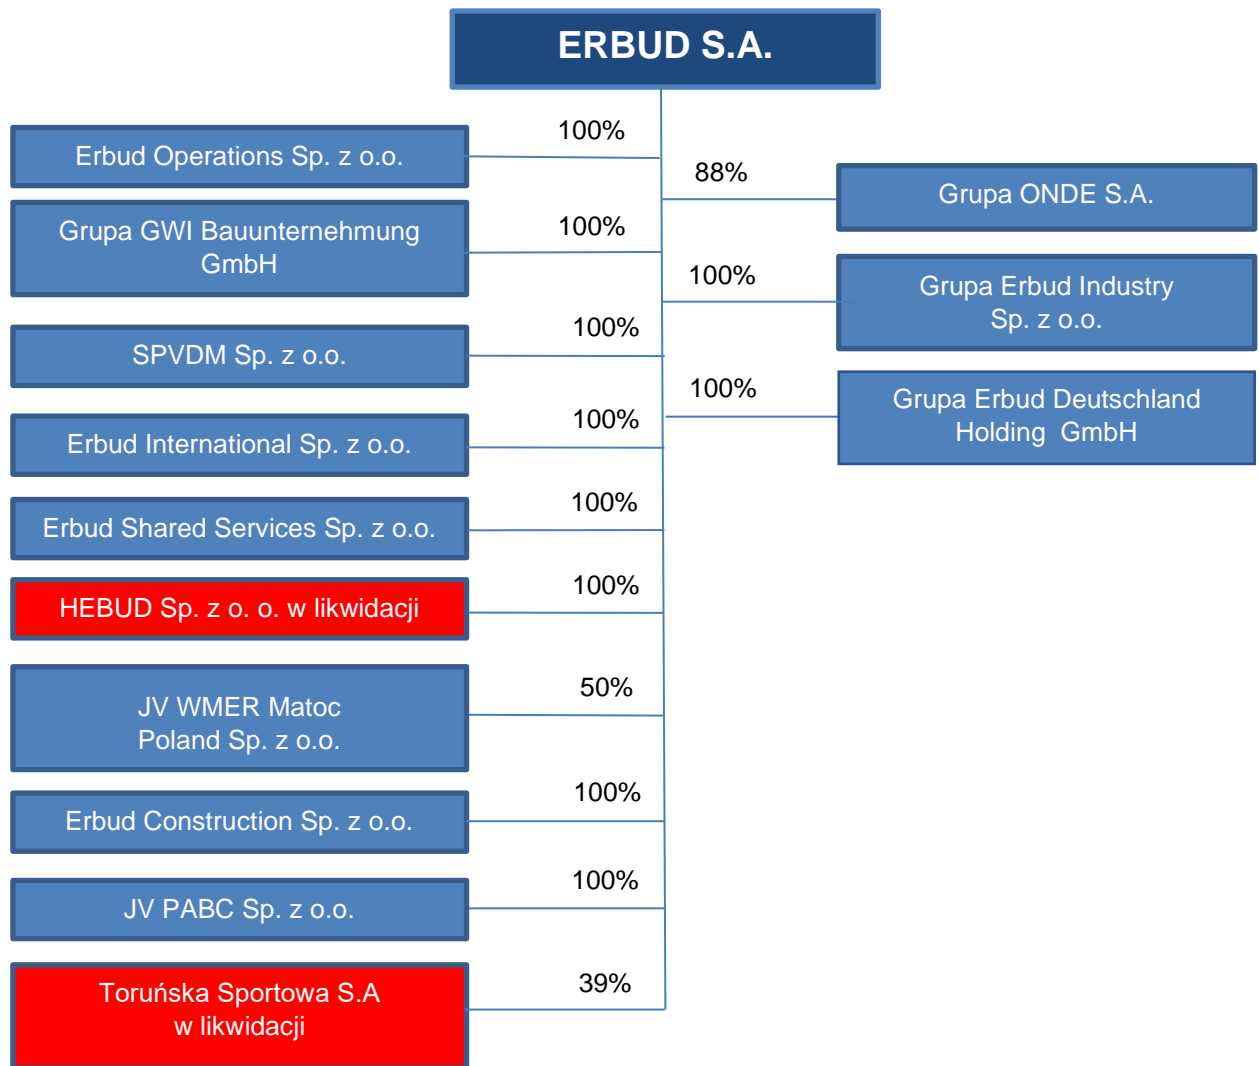 ERBUD S.A.
100%
Erbud Operations Sp. z o.o.
88%
Grupa ONDE S.A.
100%
Grupa GWI Bauunternehmung
GmbH
100%
Grupa Erbud Industry
Sp. z o.o.
100%
SPVDM Sp. z o.o.
100%
Grupa Erbud Deutschland
Holding GmbH
100%
Erbud International Sp. z o.o.
100%
Erbud Shared Services Sp. z o.o.
100%
HEBUD Sp. z o. o. w likwidacji
50%
JV WMER Matoc
Poland Sp. z o.o.
100%
Erbud Construction Sp. z o.o.
100%
JV PABC Sp. z o.o.
39%
Toruńska Sportowa S.A
w likwidacji